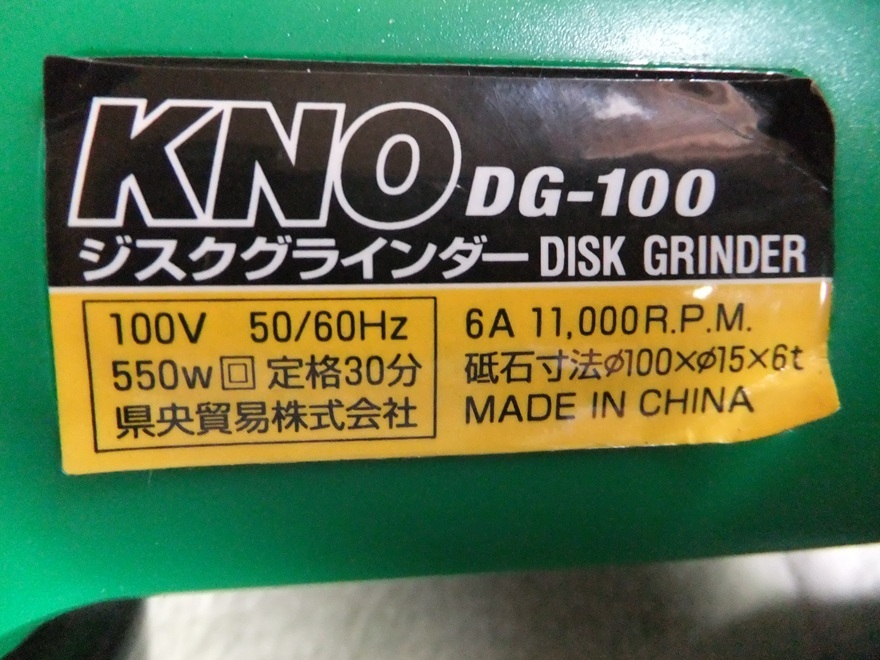 KNO DG-100
ジスクグラインダー DISK GRINDER
100V 50/60Hz
550w 回 定格30分
県央貿易株式会社
6A 11,000R.P.M.
砥石寸法φ100×φ15×6t
MADE IN CHINA